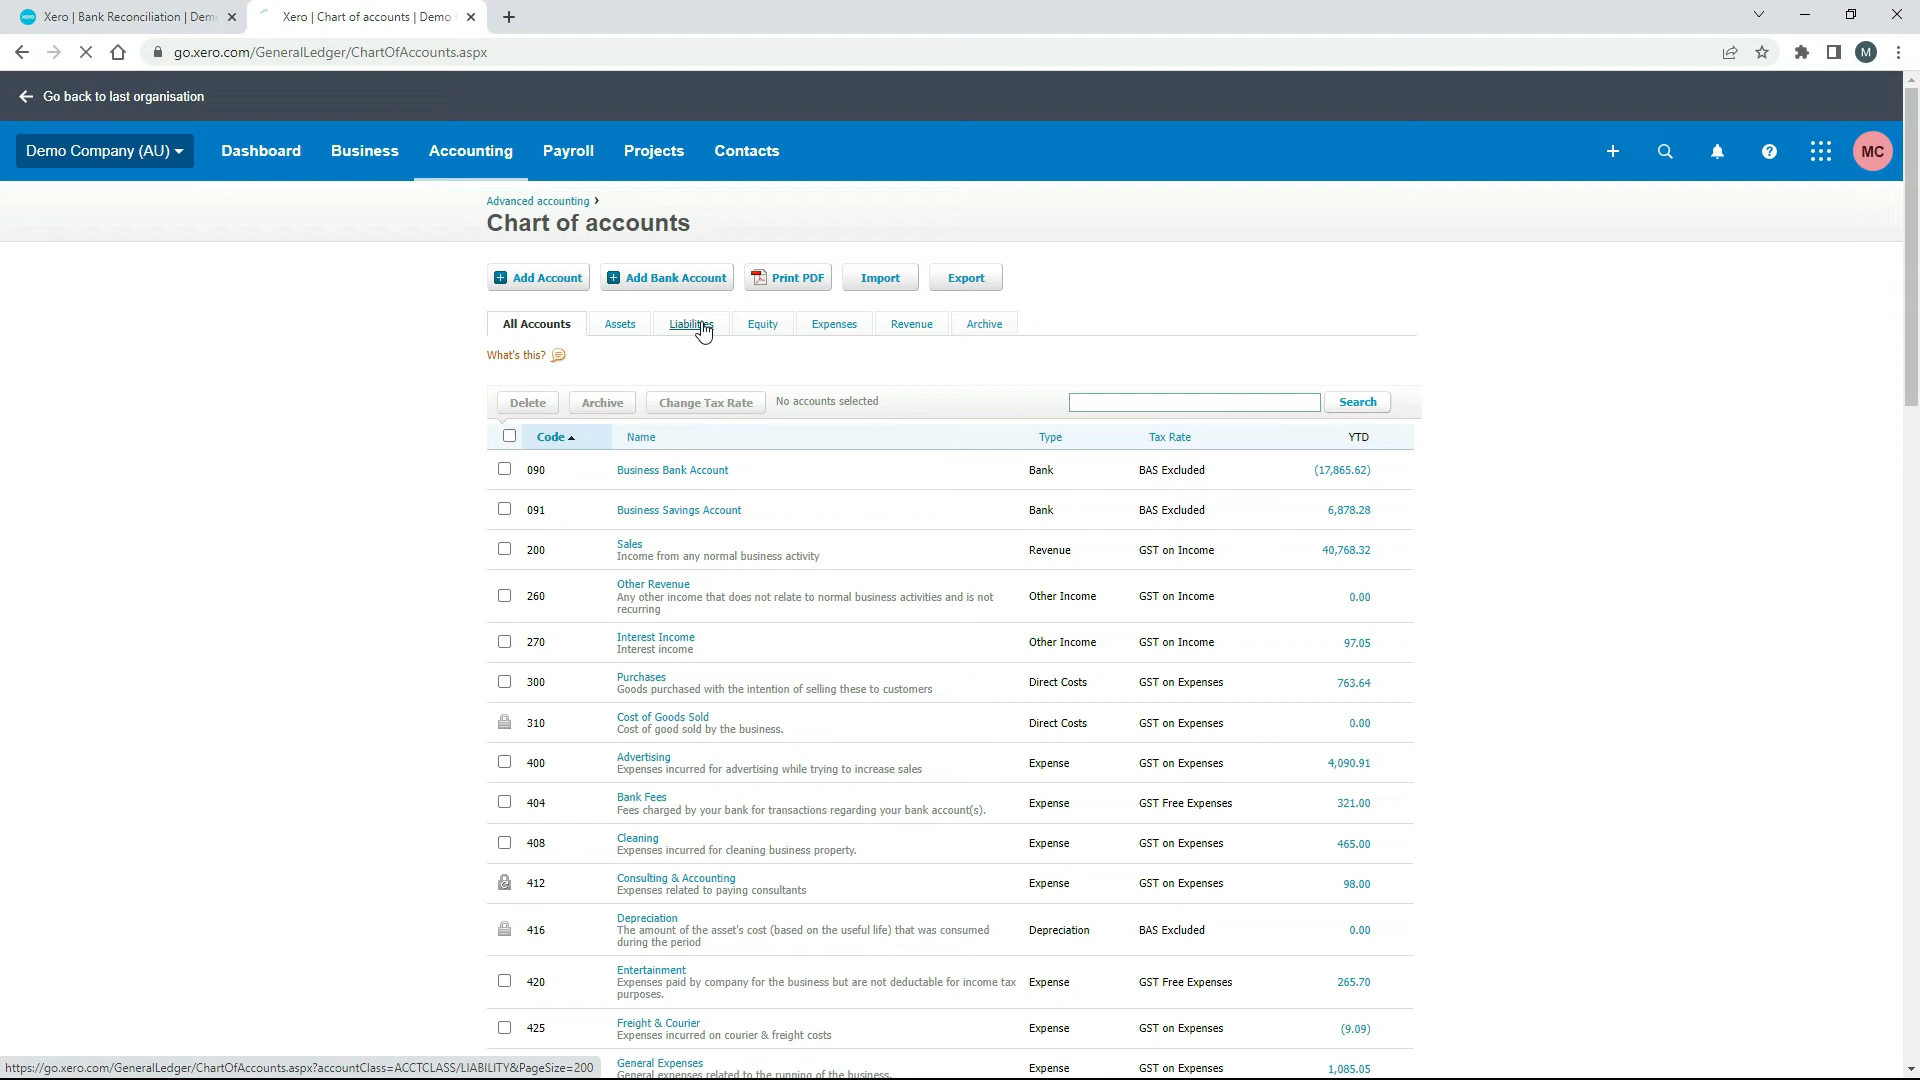 Xero | Bank Reconciliation | Dem
Xero | Chart of accounts | Demo
go.xero.com/GeneralLedger/ChartOfAccounts.aspx
M
Go back to last organisation
Demo Company (AU)
Dashboard
Business
Accounting
Payroll
Projects
Contacts
MC
Advanced accounting ›
Chart of accounts
Add Account
Add Bank Account
Print PDF
Import
Export
All Accounts
Assets
Liabilities
Equity
Expenses
Revenue
Archive
What's this?
Delete
Archive
Change Tax Rate
No accounts selected
Search
Code Name Type Tax Rate YTD
090 Business Bank Account Bank BAS Excluded (17,865.62)
091 Business Savings Account Bank BAS Excluded 6,878.28
200 Sales Revenue GST on Income 40,768.32
Income from any normal business activity
260 Other Revenue Other Income GST on Income 0.00
Any other income that does not relate to normal business activities and is not
recurring
270 Interest Income Other Income GST on Income 97.05
Interest income
300 Purchases Direct Costs GST on Expenses 763.64
Goods purchased with the intention of selling these to customers
310 Cost of Goods Sold Direct Costs GST on Expenses 0.00
Cost of good sold by the business.
400 Advertising Expense GST on Expenses 4,090.91
Expenses incurred for advertising while trying to increase sales
404 Bank Fees Expense GST Free Expenses 321.00
Fees charged by your bank for transactions regarding your bank account(s).
408 Cleaning Expense GST on Expenses 465.00
Expenses incurred for cleaning business property.
412 Consulting & Accounting Expense GST on Expenses 98.00
Expenses related to paying consultants
416 Depreciation Depreciation BAS Excluded 0.00
The amount of the asset's cost (based on the useful life) that was consumed
during the period
420 Entertainment Expense GST Free Expenses 265.70
Expenses paid by company for the business but are not deductable for income tax
purposes.
425 Freight & Courier Expense GST on Expenses (9.09)
Expenses incurred on courier & freight costs
General Expenses Expense GST on Expenses 1,085.05
General expenses related to the running of the business.
https://go.xero.com/GeneralLedger/ChartOfAccounts.aspx?accountClass=ACCTCLASS/LIABILITY&PageSize=200